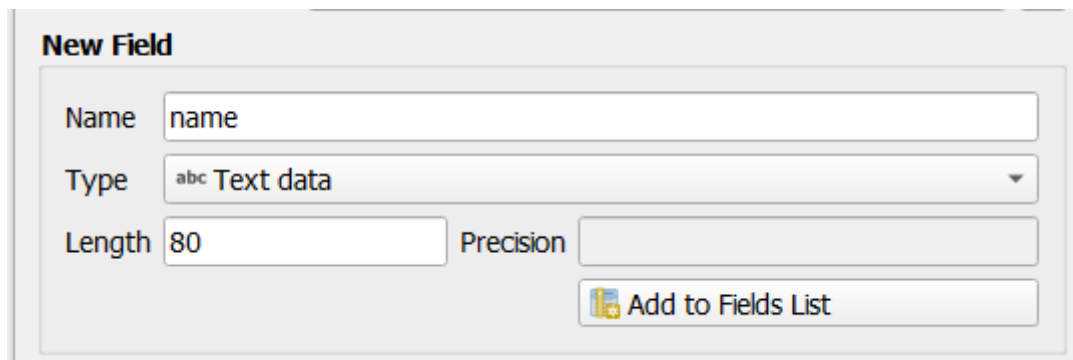 New Field
Name name
Type abc Text data
Length 80 Precision
Add to Fields List